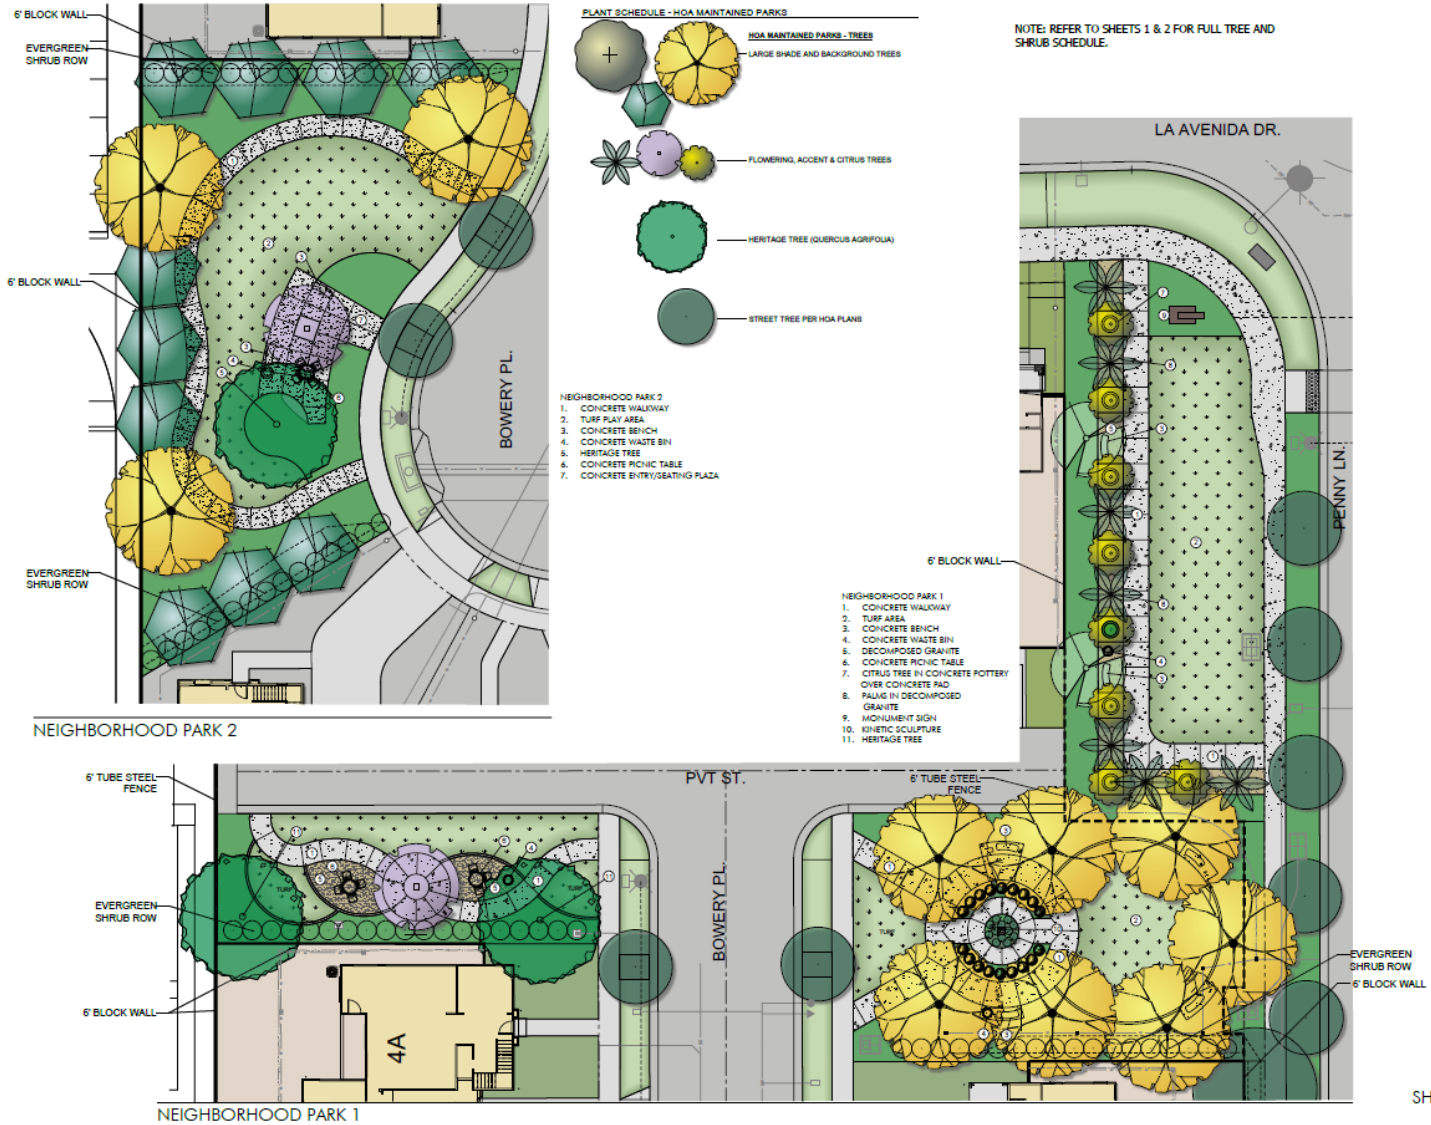 6' BLOCK WALL
EVERGREEN
SHRUB ROW
6' BLOCK WALL
EVERGREEN
SHRUB ROW
BOWERY PL.
NEIGHBORHOOD PARK 2
PLANT SCHEDULE - HOA MAINTAINED PARKS
HOA MAINTAINED PARKS - TREES
LARGE SHADE AND BACKGROUND TREES
FLOWERING, ACCENT & CITRUS TREES
HERITAGE TREE (QUERCUS AGRIFOLIA)
STREET TREE PER HOA PLANS
NEIGHBORHOOD PARK 2
1. CONCRETE WALKWAY
2. TURF PLAY AREA
3. CONCRETE BENCH
4. CONCRETE WASTE BIN
5. HERITAGE TREE
6. CONCRETE PICNIC TABLE
7. CONCRETE ENTRY/SEATING PLAZA
NOTE: REFER TO SHEETS 1 & 2 FOR FULL TREE AND
SHRUB SCHEDULE.
LA AVENIDA DR.
PENNY LN.
6' BLOCK WALL
NEIGHBORHOOD PARK 1
1. CONCRETE WALKWAY
2. TURF AREA
3. CONCRETE BENCH
4. CONCRETE WASTE BIN
5. DECOMPOSED GRANITE
6. CONCRETE PICNIC TABLE
7. CITRUS TREE IN CONCRETE POTTERY
OVER CONCRETE PAD
8. PALMS IN DECOMPOSED
GRANITE
9. MONUMENT SIGN
10. KINETIC SCULPTURE
11. HERITAGE TREE
6' TUBE STEEL
FENCE
PVT ST.
6' TUBE STEEL
FENCE
TURF
TURF
TURF
EVERGREEN
SHRUB ROW
BOWERY PL.
EVERGREEN
SHRUB ROW
6' BLOCK WALL
6' BLOCK WALL
4A
SH
NEIGHBORHOOD PARK 1